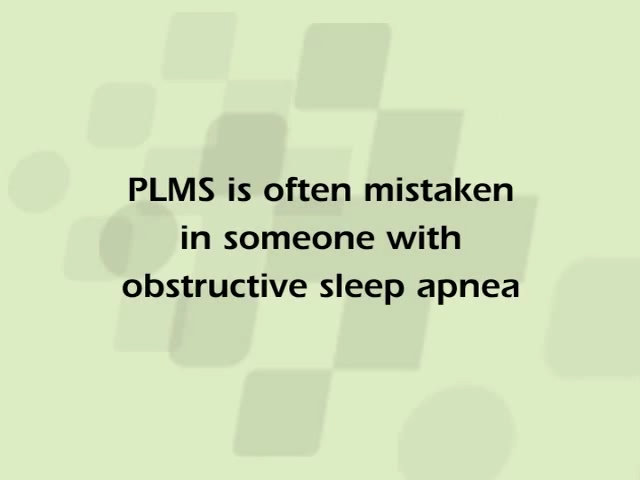 PLMS is often mistaken
in someone with
obstructive sleep apnea